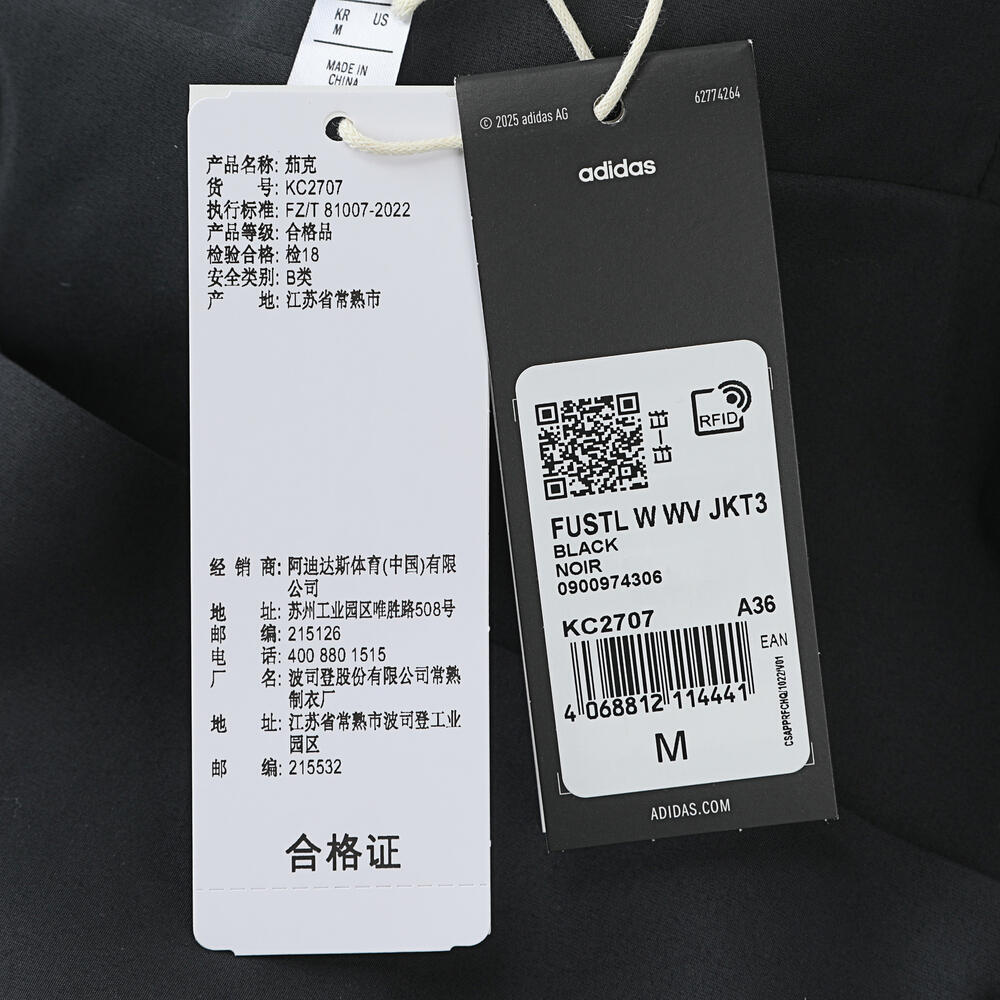 KR US
M
MADE IN
CHINA
产品名称: 茄克
货 号: KC2707
执行标准: FZ/T 81007-2022
产品等级: 合格品
检验合格: 检18
安全类别: B类
产 地: 江苏省常熟市
经 销 商: 阿迪达斯体育(中国)有限
公司
地 址: 苏州工业园区唯胜路508号
邮 编: 215126
电 话: 400 880 1515
厂 名: 波司登股份有限公司常熟
制衣厂
地 址: 江苏省常熟市波司登工业
园区
邮 编: 215532
合格证
© 2025 adidas AG
62774264
adidas
扫一扫
RFID
FUSTL W WV JKT3
BLACK
NOIR
0900974306
KC2707 A36
EAN
4 068812 114441
CSAPPRFCHQ/1022/V01
M
ADIDAS.COM